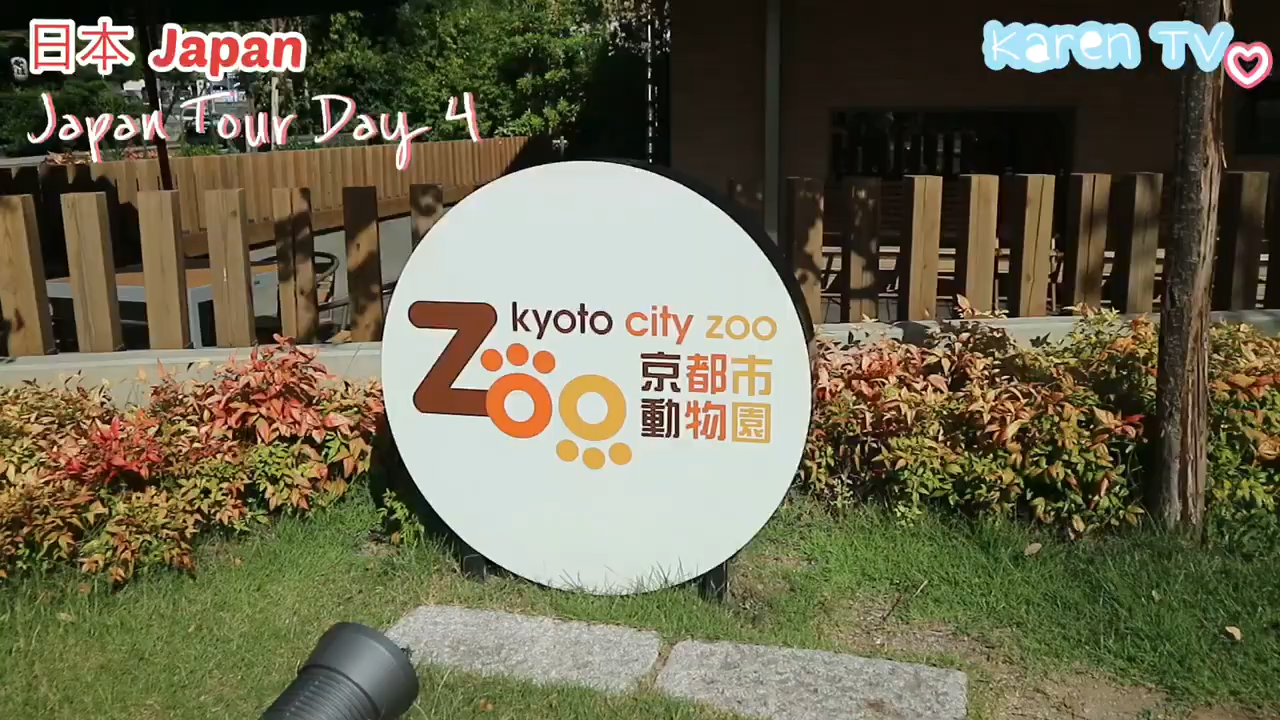 日本 Japan
Karen TV
Japan Tour Day 4
zoo
kyoto city zoo
京都市
動物園